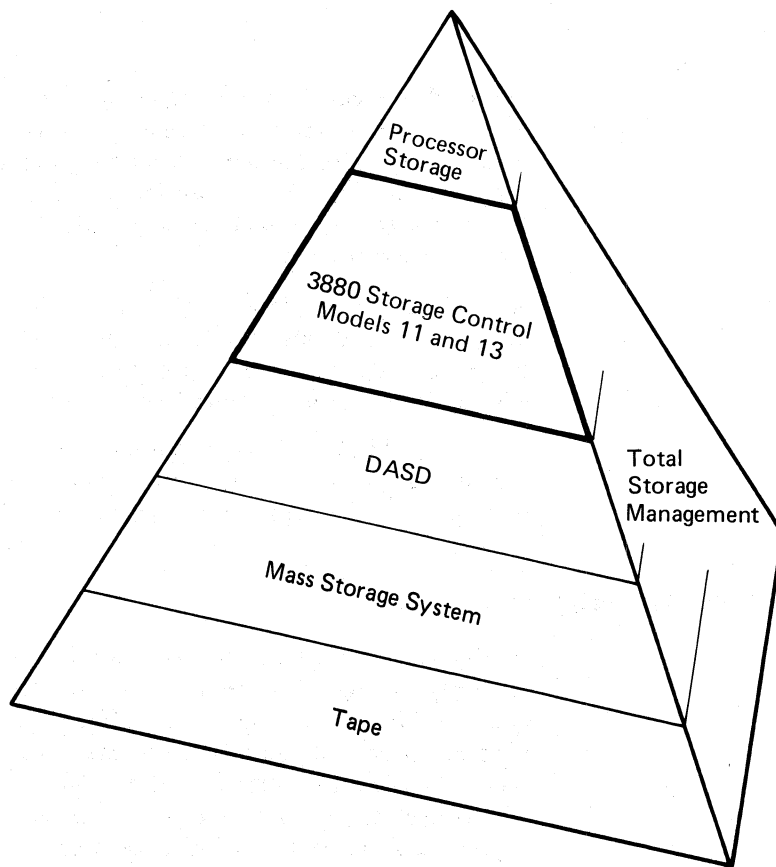 Processor
Storage
3880 Storage Control
Models 11 and 13
DASD
Total
Storage
Management
Mass Storage System
Tape